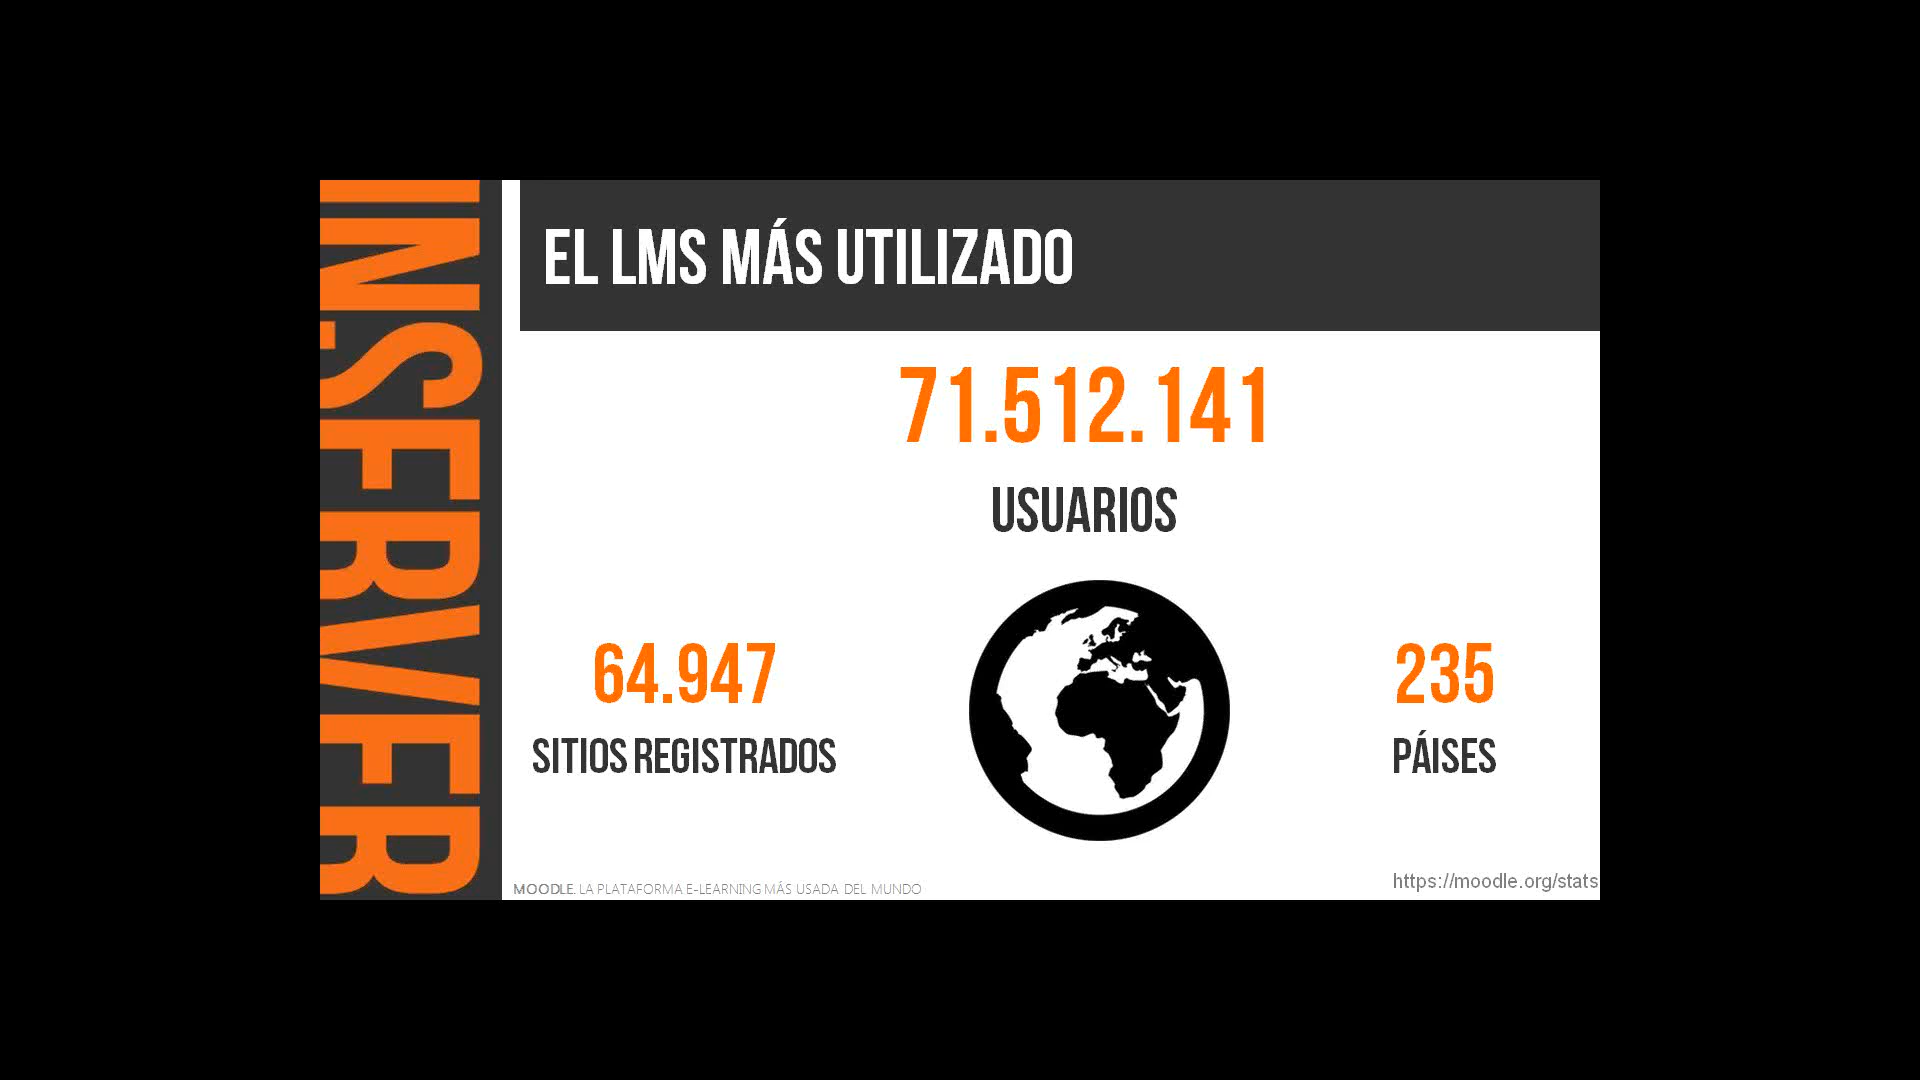 INSERVER
EL LMS MÁS UTILIZADO
71.512.141
USUARIOS
64.947
SITIOS REGISTRADOS
235
PÁISES
MOODLE. LA PLATAFORMA E-LEARNING MÁS USADA DEL MUNDO
https://moodle.org/stats